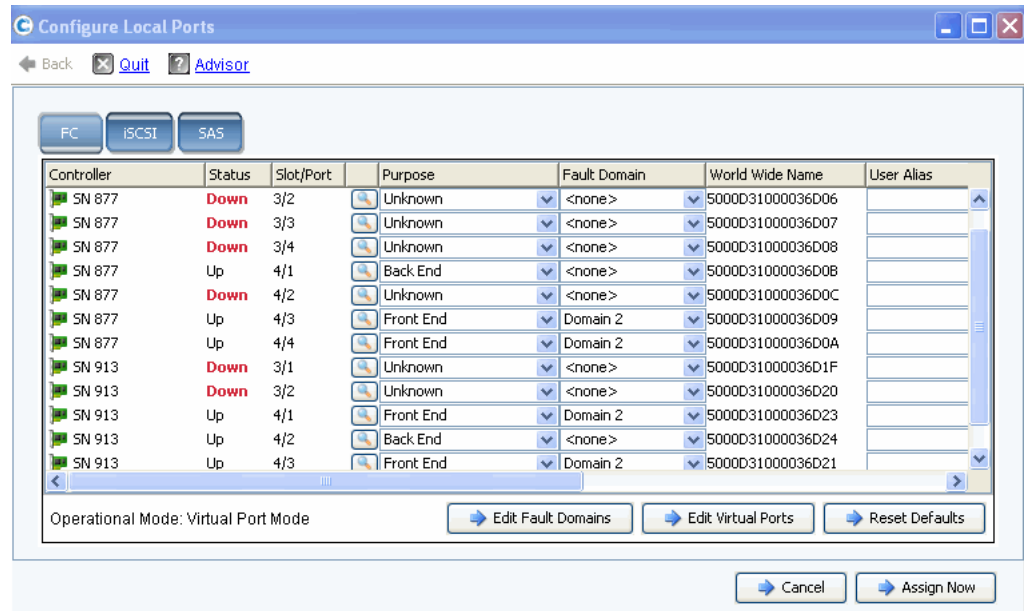 Configure Local Ports
Back Quit ? Advisor
FC iSCSI SAS
Controller Status Slot/Port Purpose Fault Domain World Wide Name User Alias
SN 877 Down 3/2 Unknown <none> 5000D31000036D06
SN 877 Down 3/3 Unknown <none> 5000D31000036D07
SN 877 Down 3/4 Unknown <none> 5000D31000036D08
SN 877 Up 4/1 Back End <none> 5000D31000036D0B
SN 877 Down 4/2 Unknown <none> 5000D31000036D0C
SN 877 Up 4/3 Front End Domain 2 5000D31000036D09
SN 877 Up 4/4 Front End Domain 2 5000D31000036D0A
SN 913 Down 3/1 Unknown <none> 5000D31000036D1F
SN 913 Down 3/2 Unknown <none> 5000D31000036D20
SN 913 Up 4/1 Front End Domain 2 5000D31000036D23
SN 913 Up 4/2 Back End <none> 5000D31000036D24
SN 913 Up 4/3 Front End Domain 2 5000D31000036D21
Operational Mode: Virtual Port Mode Edit Fault Domains Edit Virtual Ports Reset Defaults
Cancel Assign Now